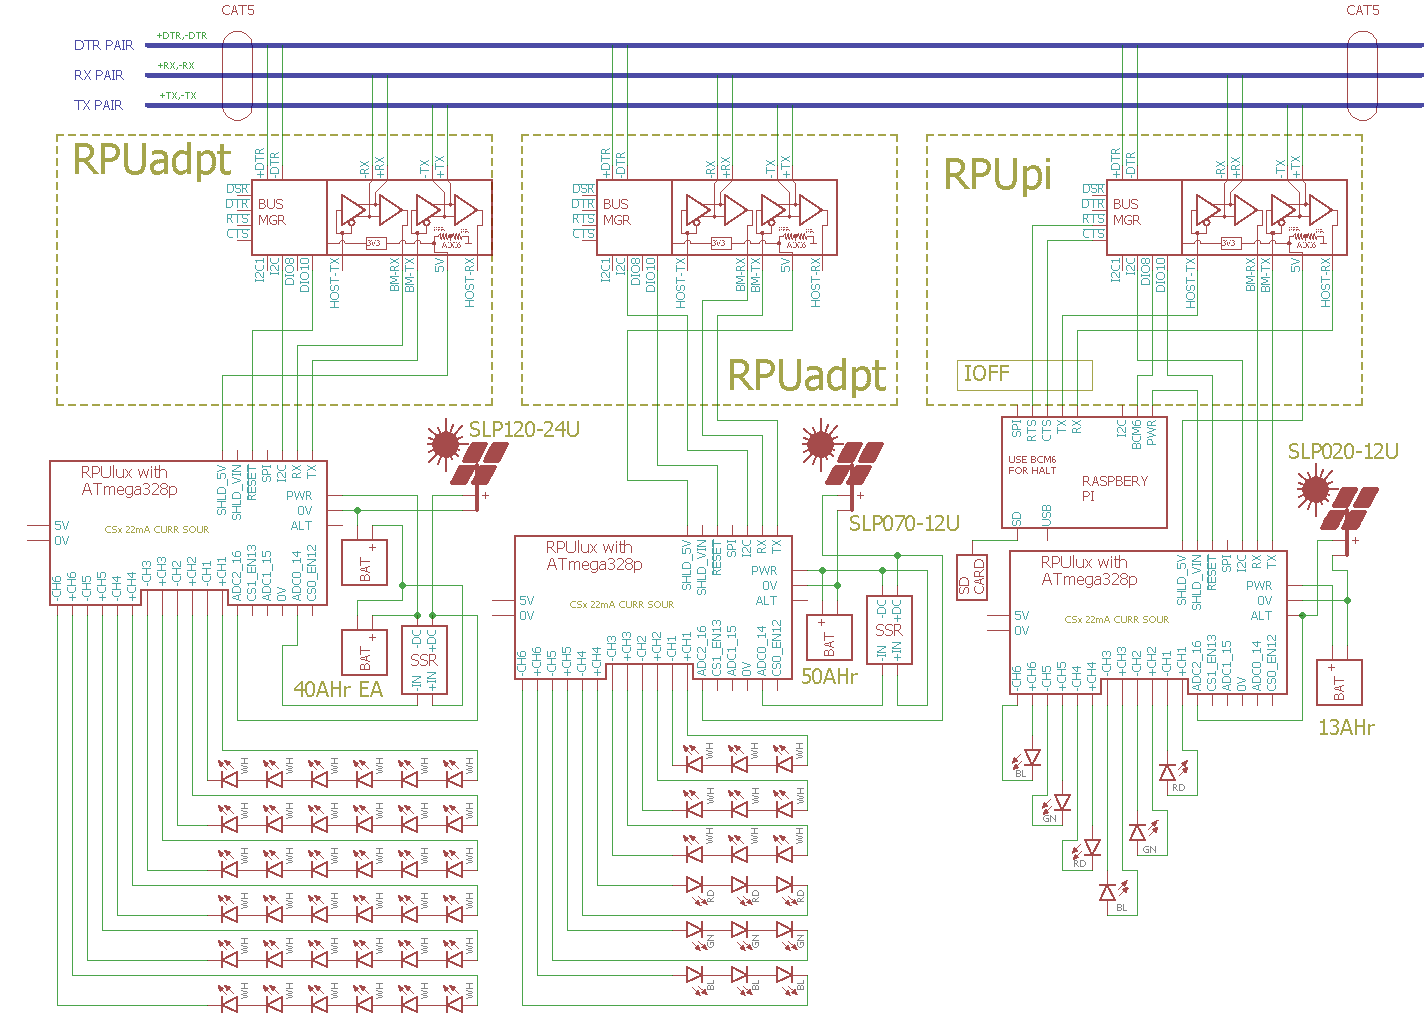 CAT5
CAT5
DTR PAIR
+DTR,-DTR
RX PAIR
+RX,-RX
TX PAIR
+TX,-TX
RPUadpt
+DTR
-DTR
-RX
+RX
-TX
+TX
DSR
DTR
RTS
CTS
BUS
MGR
3V3
ADC6
I2C1
I2C
DIO8
DIO10
HOST-TX
BM-RX
BM-TX
5V
HOST-RX
+DTR
-DTR
-RX
+RX
-TX
+TX
DSR
DTR
RTS
CTS
BUS
MGR
3V3
ADC6
I2C1
I2C
DIO8
DIO10
HOST-TX
BM-RX
BM-TX
5V
HOST-RX
RPUadpt
RPUpi
+DTR
-DTR
-RX
+RX
-TX
+TX
DSR
DTR
RTS
CTS
BUS
MGR
3V3
ADC6
I2C1
I2C
DIO8
DIO10
HOST-TX
BM-RX
BM-TX
5V
HOST-RX
IOFF
SPI
RTS
CTS
TX
RX
I2C
BCM6
PWR
USE BCM6
FOR HALT
RASPBERY
PI
SD
USB
SD
CARD
SLP120-24U
+
RPUlux with
ATmega328p
SHLD_5V
SHLD_VIN
RESET
SPI
I2C
RX
TX
PWR
0V
ALT
5V
0V
CSx 22mA CURR SOUR
-CH6
+CH6
-CH5
+CH5
-CH4
+CH4
-CH3
+CH3
-CH2
+CH2
-CH1
+CH1
ADC2_16
CS1_EN13
ADC1_15
0V
ADC0_14
CS0_EN12
BAT
+
BAT
+
-DC
+DC
SSR
-IN
+IN
40AHr EA
SLP070-12U
+
RPUlux with
ATmega328p
SHLD_5V
SHLD_VIN
RESET
SPI
I2C
RX
TX
PWR
0V
ALT
5V
0V
CSx 22mA CURR SOUR
-CH6
+CH6
-CH5
+CH5
-CH4
+CH4
-CH3
+CH3
-CH2
+CH2
-CH1
+CH1
ADC2_16
CS1_EN13
ADC1_15
0V
ADC0_14
CS0_EN12
BAT
+
-DC
+DC
SSR
-IN
+IN
50AHr
SLP020-12U
+
RPUlux with
ATmega328p
SHLD_5V
SHLD_VIN
RESET
SPI
I2C
RX
TX
PWR
0V
ALT
5V
0V
CSx 22mA CURR SOUR
-CH6
+CH6
-CH5
+CH5
-CH4
+CH4
-CH3
+CH3
-CH2
+CH2
-CH1
+CH1
ADC2_16
CS1_EN13
ADC1_15
0V
ADC0_14
CS0_EN12
BAT
+
13AHr
WH WH WH WH WH WH
WH WH WH WH WH WH
WH WH WH WH WH WH
WH WH WH WH WH WH
WH WH WH WH WH WH
WH WH WH WH WH WH
WH WH WH
WH WH WH
WH WH WH
RD RD RD
GN GN GN
BL BL BL
BL
GN
RD
RD
GN
BL